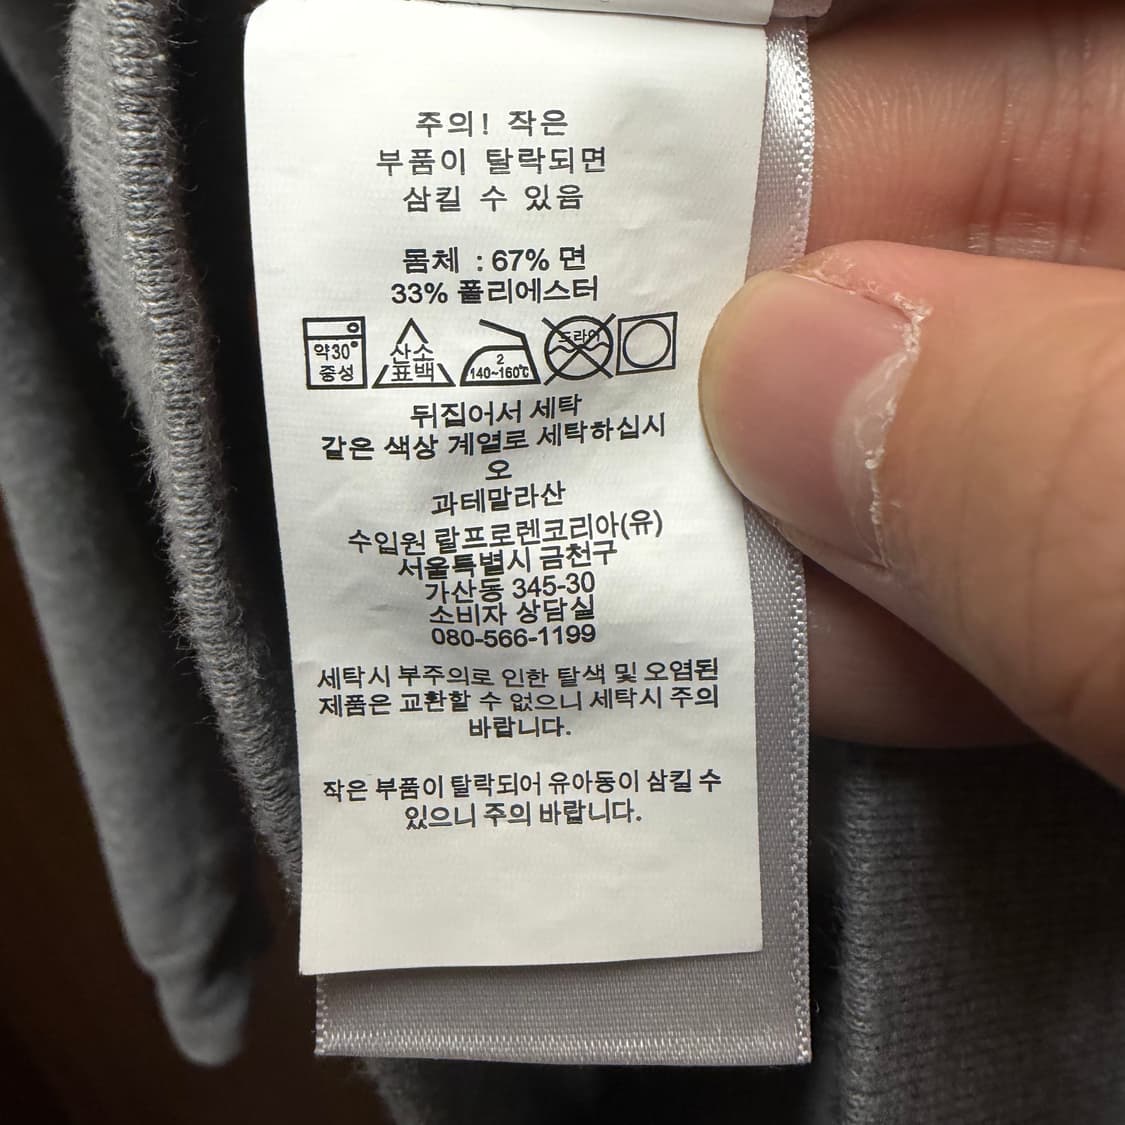 주의! 작은
부품이 탈락되면
삼킬 수 있음
몸체 : 67% 면
33% 폴리에스터
약30° 중성
산소 표백
2 140~160℃
드라이
뒤집어서 세탁
같은 색상 계열로 세탁하십시
오
과테말라산
수입원 랄프로렌코리아(유)
서울특별시 금천구
가산동 345-30
소비자 상담실
080-566-1199
세탁시 부주의로 인한 탈색 및 오염된
제품은 교환할 수 없으니 세탁시 주의
바랍니다.
작은 부품이 탈락되어 유아동이 삼킬 수
있으니 주의 바랍니다.